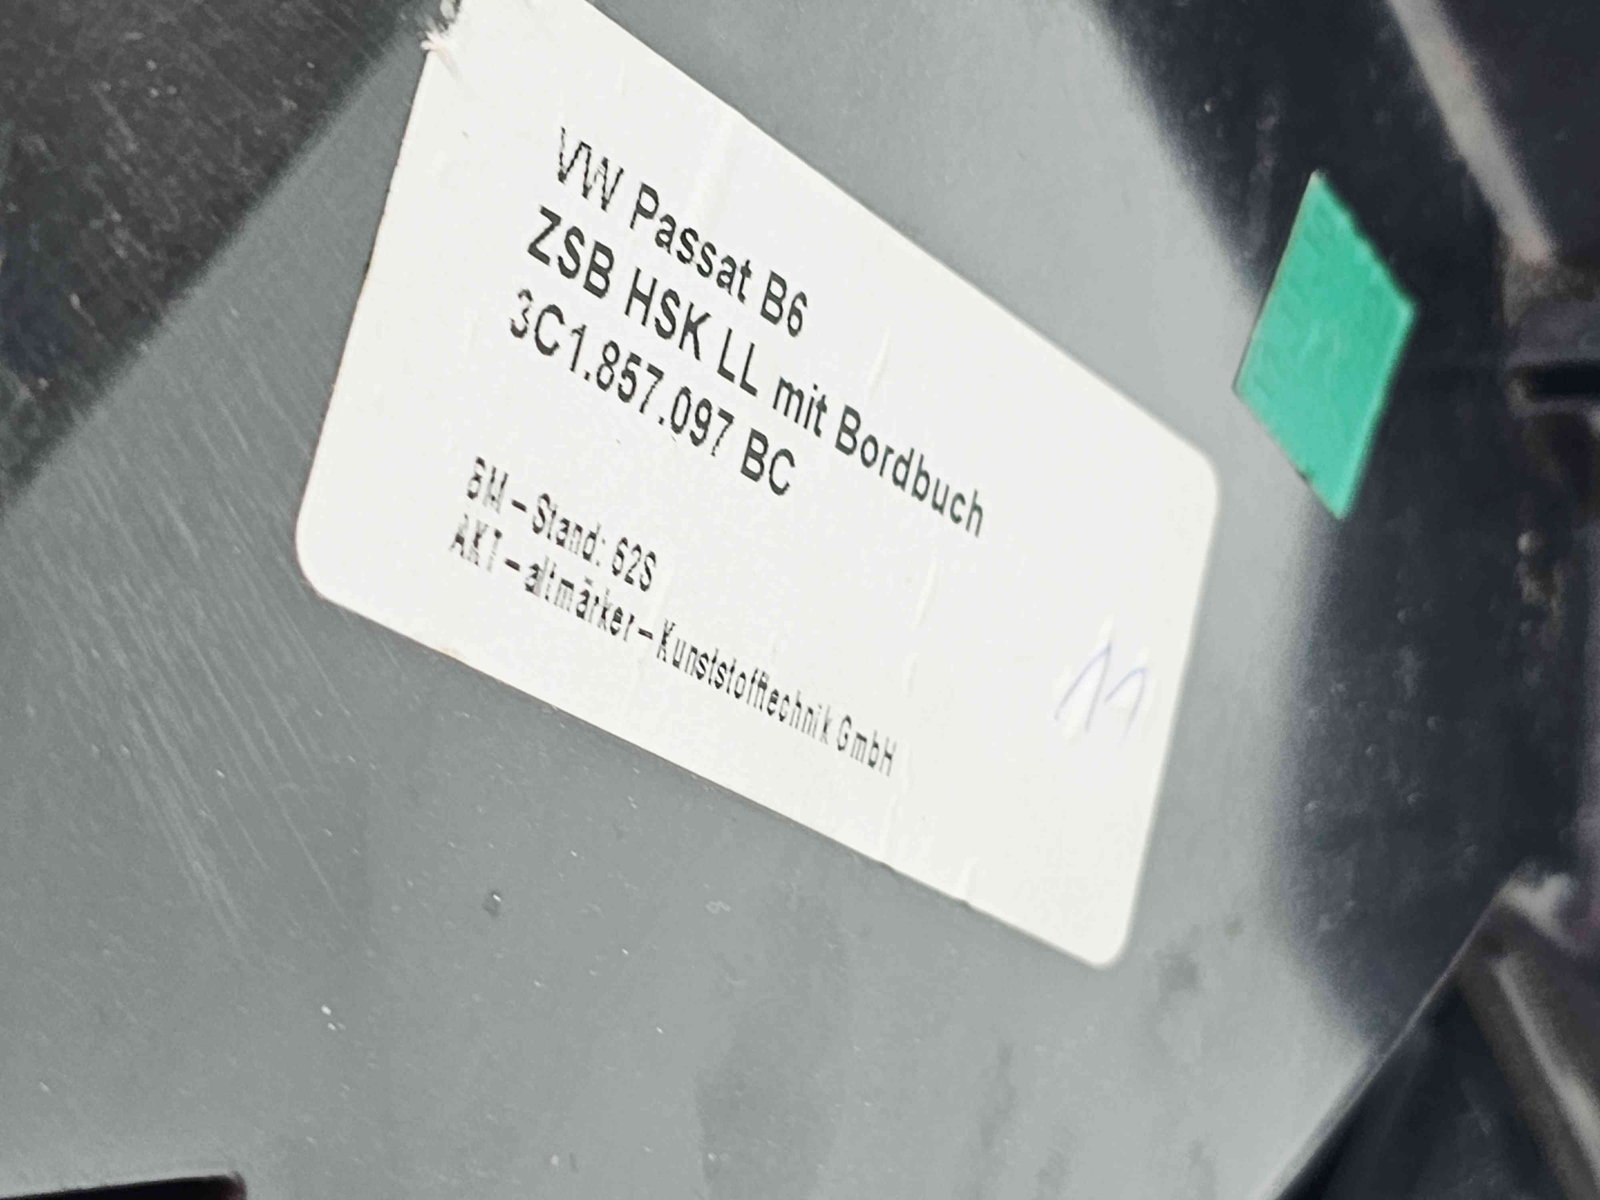 VW Passat B6
ZSB HSK LL mit Bordbuch
3C1.857.097 BC
BM-Stand: 62S
AKT-altmärker-Kunststofftechnik GmbH
11